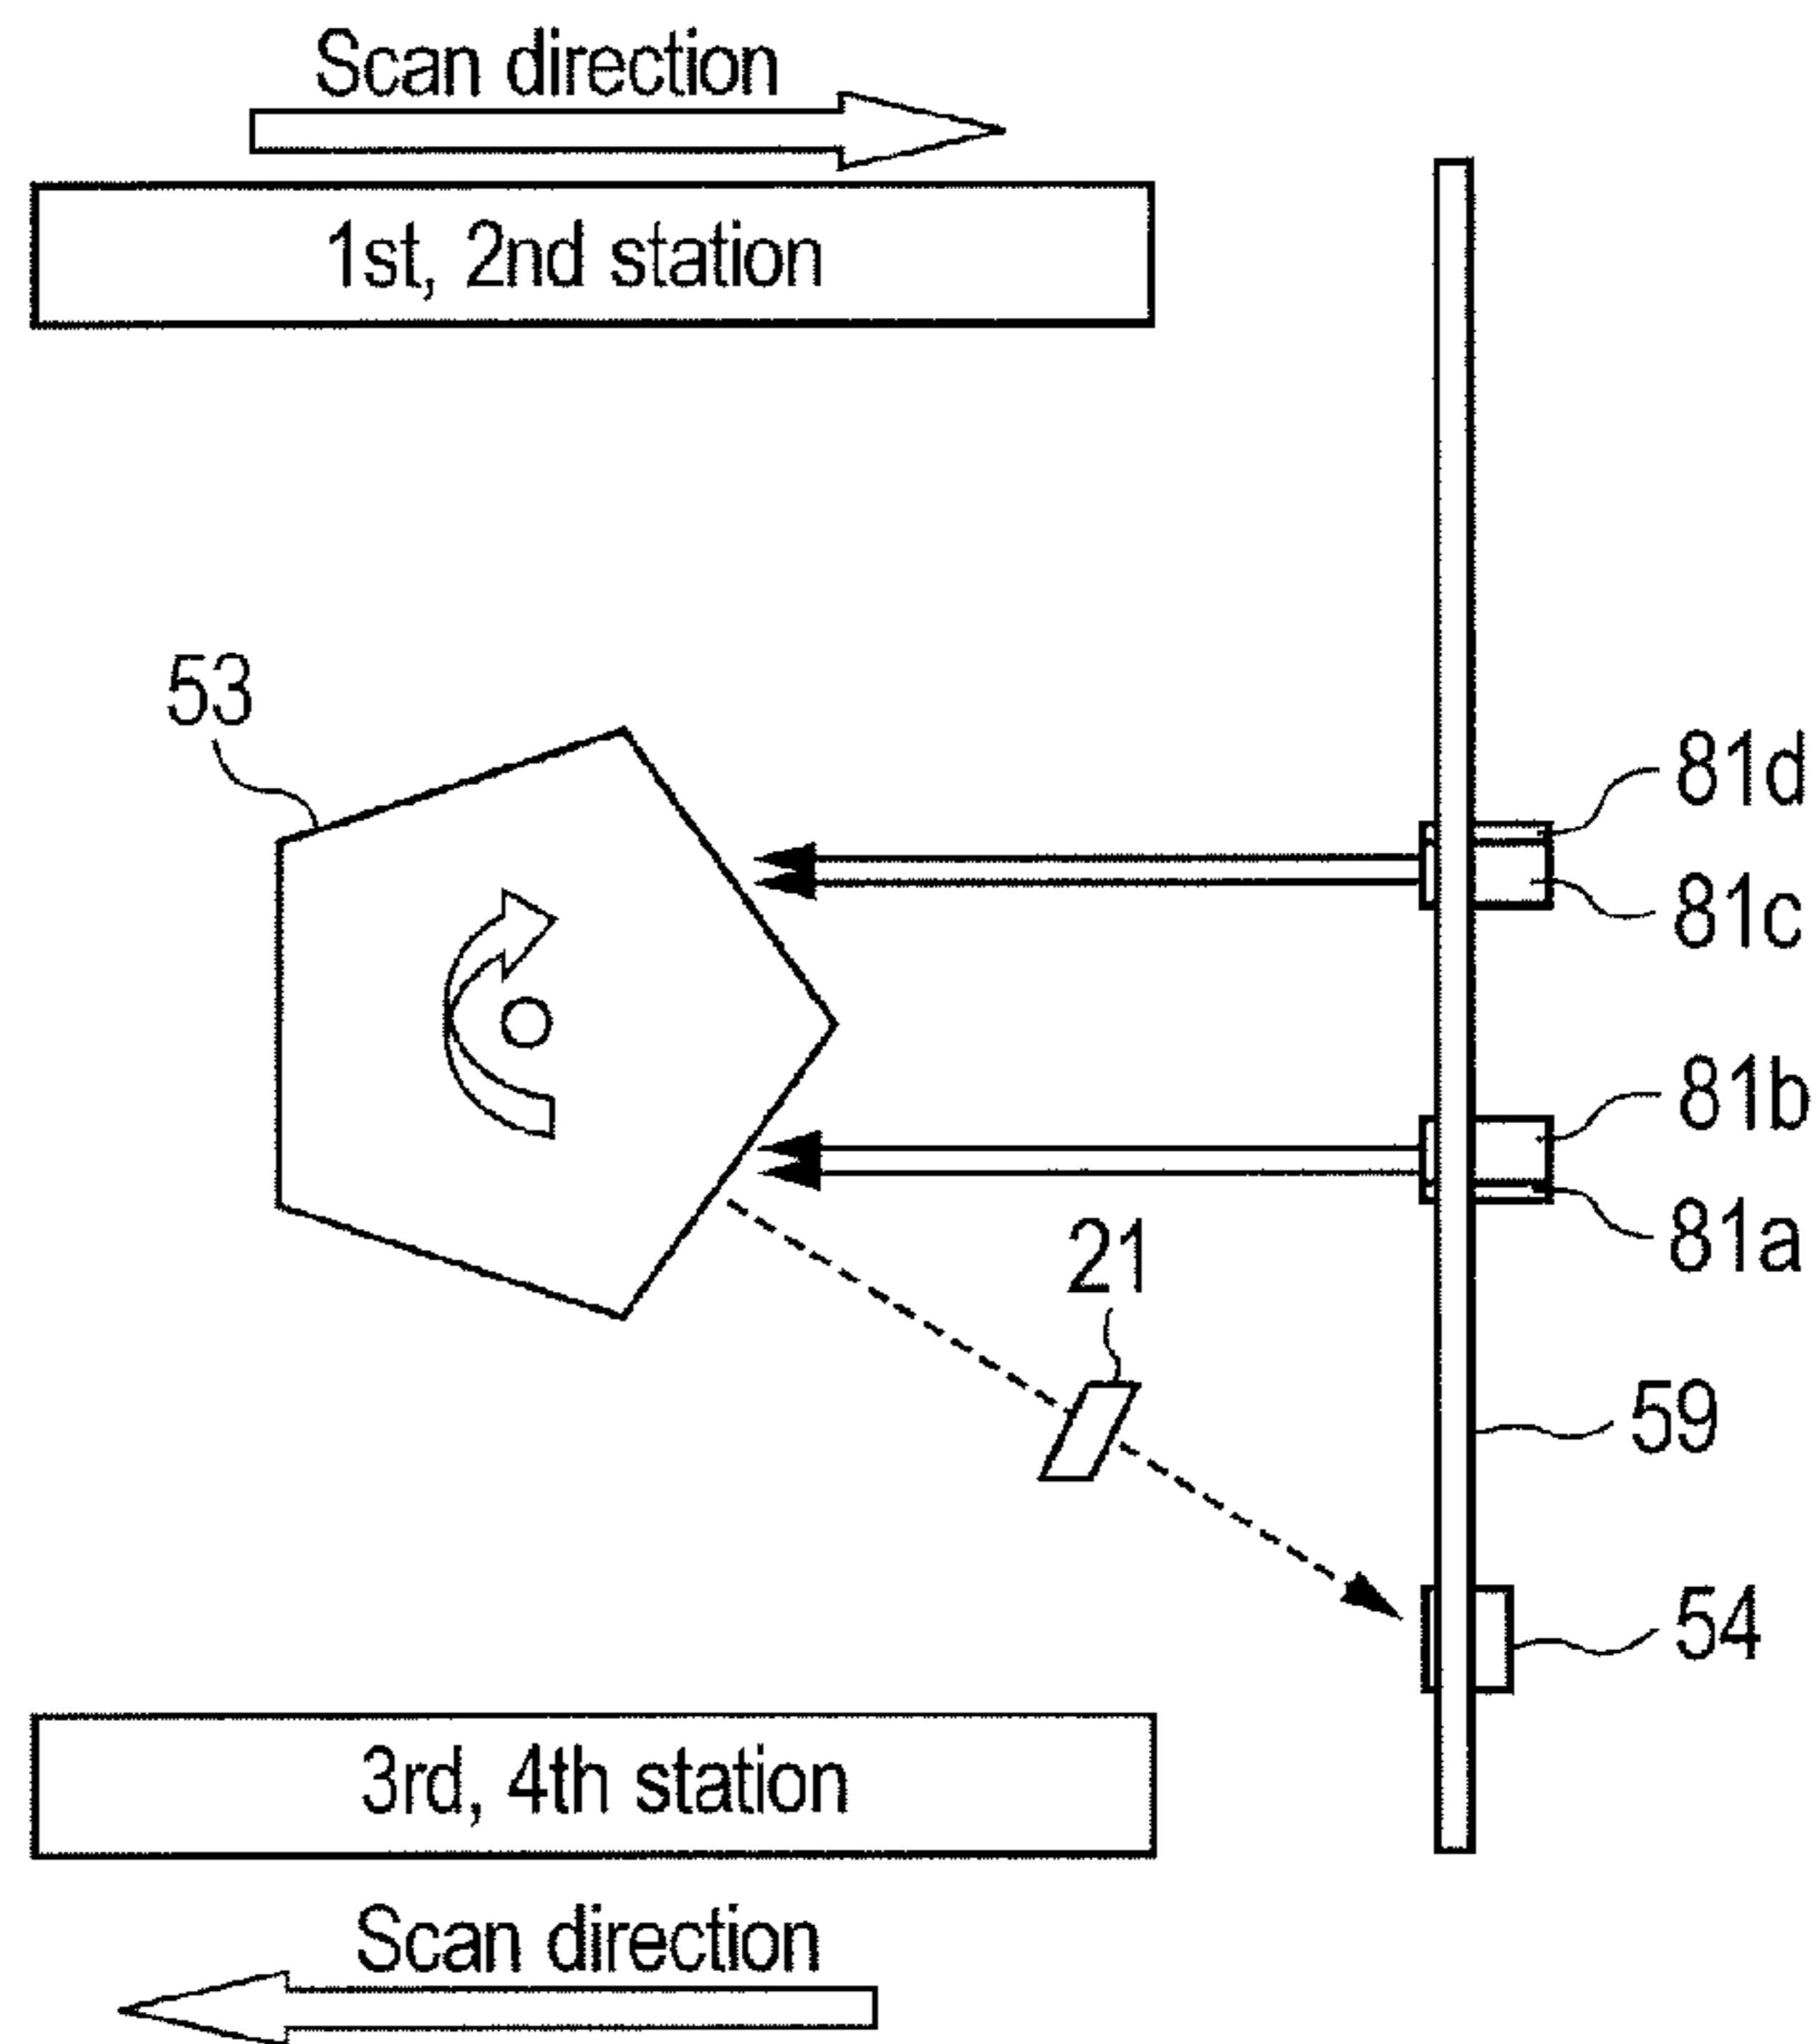 Scan direction
1st, 2nd station
53
81d
81c
81b
81a
21
59
54
3rd, 4th station
Scan direction